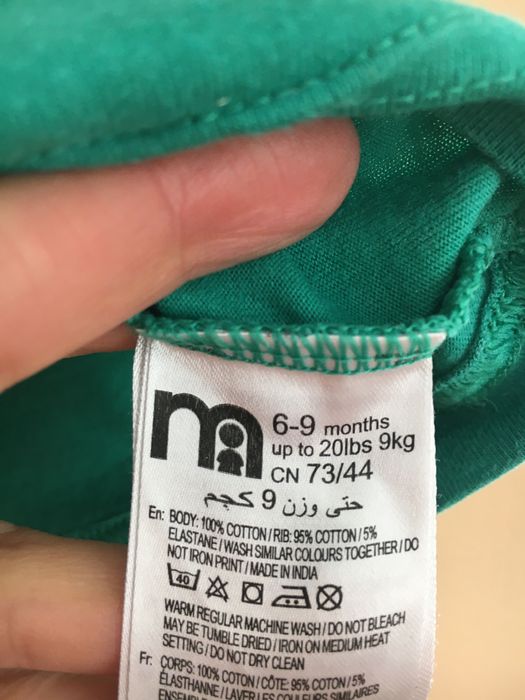 m
6-9 months
up to 20lbs 9kg
CN 73/44
حتى وزن 9 كجم
En: BODY: 100% COTTON / RIB: 95% COTTON / 5%
ELASTANE / WASH SIMILAR COLOURS TOGETHER / DO
NOT IRON PRINT / MADE IN INDIA
40
WARM REGULAR MACHINE WASH / DO NOT BLEACH
MAY BE TUMBLE DRIED / IRON ON MEDIUM HEAT
SETTING / DO NOT DRY CLEAN
Fr: CORPS: 100% COTON / CÔTE: 95% COTON / 5%
ÉLASTHANNE / LAVER LES COULEURS SIMILAIRES